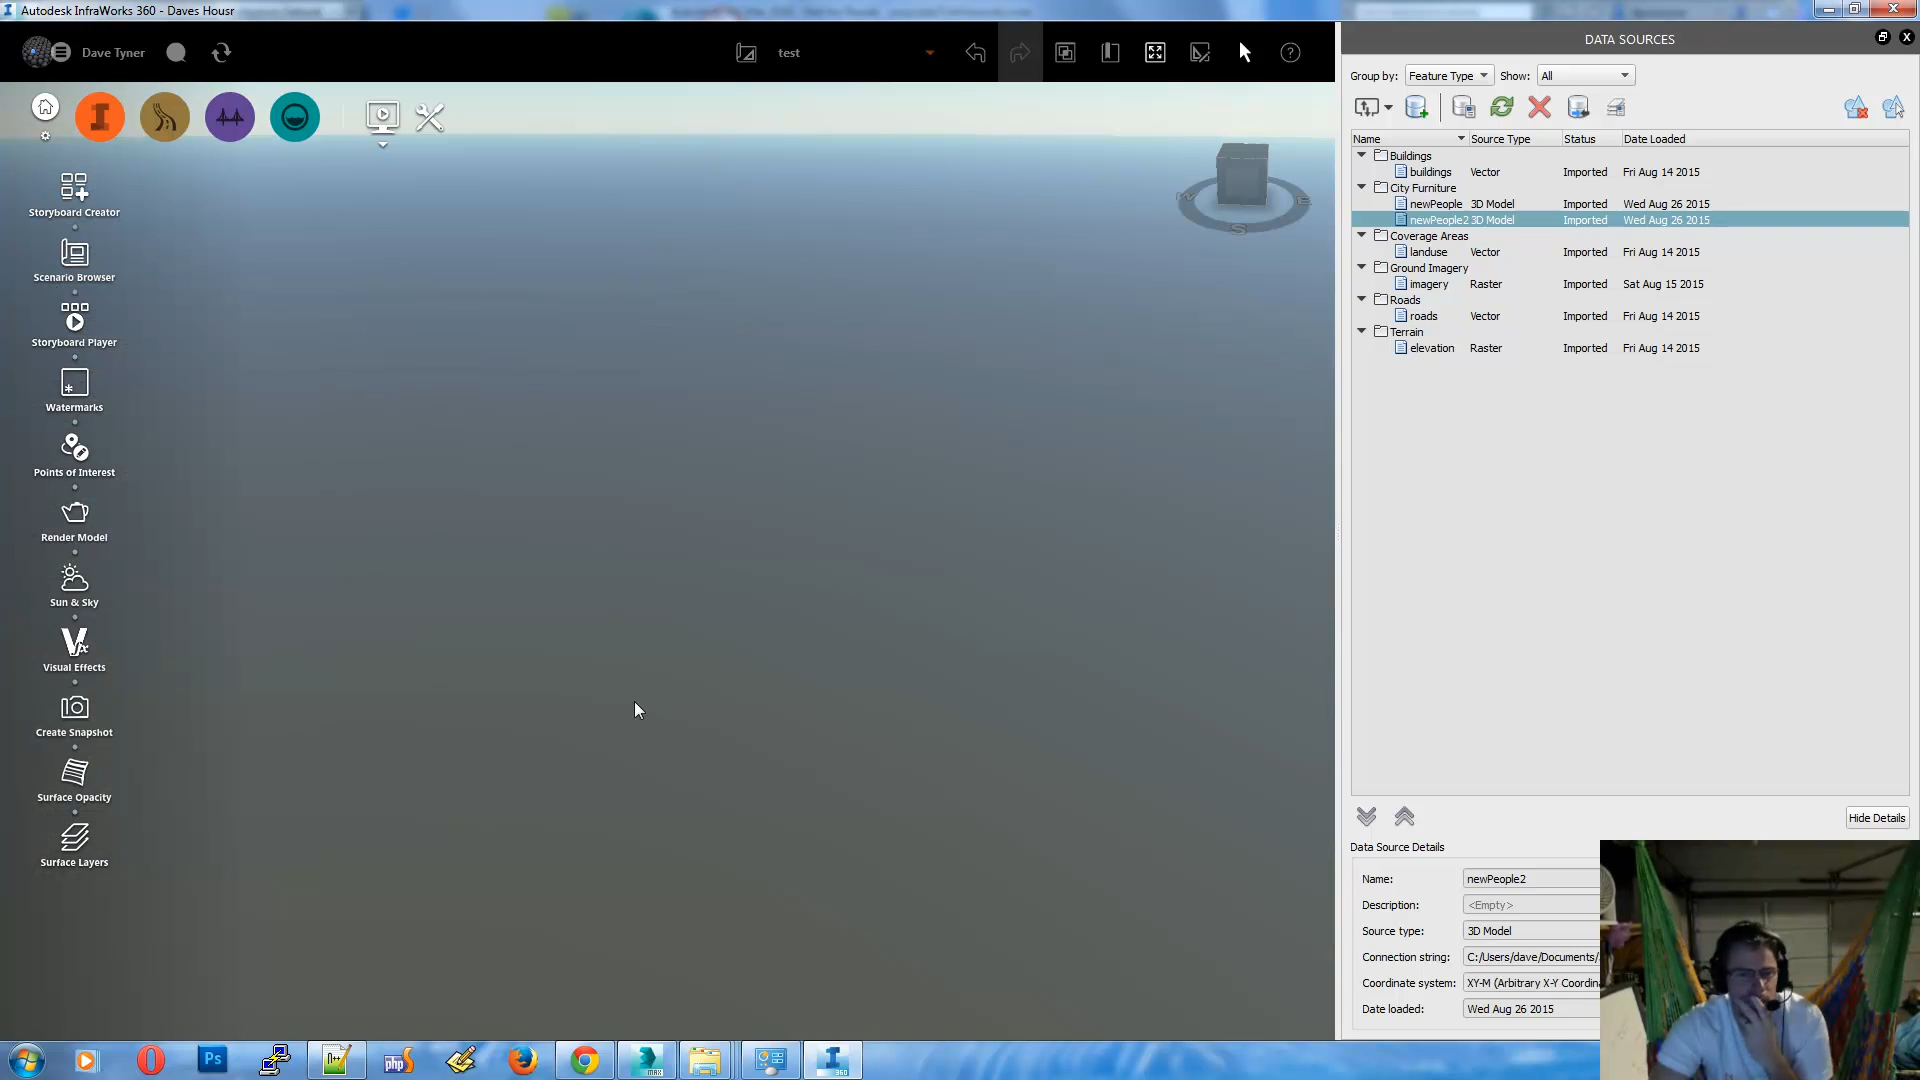 Autodesk InfraWorks 360 - Daves Housr
Dave Tyner
test
DATA SOURCES
Group by: Feature Type Show: All
Name Source Type Status Date Loaded
Buildings
buildings Vector Imported Fri Aug 14 2015
City Furniture
newPeople 3D Model Imported Wed Aug 26 2015
newPeople2 3D Model Imported Wed Aug 26 2015
Coverage Areas
landuse Vector Imported Fri Aug 14 2015
Ground Imagery
imagery Raster Imported Sat Aug 15 2015
Roads
roads Vector Imported Fri Aug 14 2015
Terrain
elevation Raster Imported Fri Aug 14 2015
Storyboard Creator
Scenario Browser
Storyboard Player
Watermarks
Points of Interest
Render Model
Sun & Sky
Visual Effects
Create Snapshot
Surface Opacity
Surface Layers
W
E
S
Hide Details
Data Source Details
Name: newPeople2
Description: <Empty>
Source type: 3D Model
Connection string: C:/Users/dave/Documents/
Coordinate system: XY-M (Arbitrary X-Y Coordin
Date loaded: Wed Aug 26 2015
Ps
n++
php
MAX
360